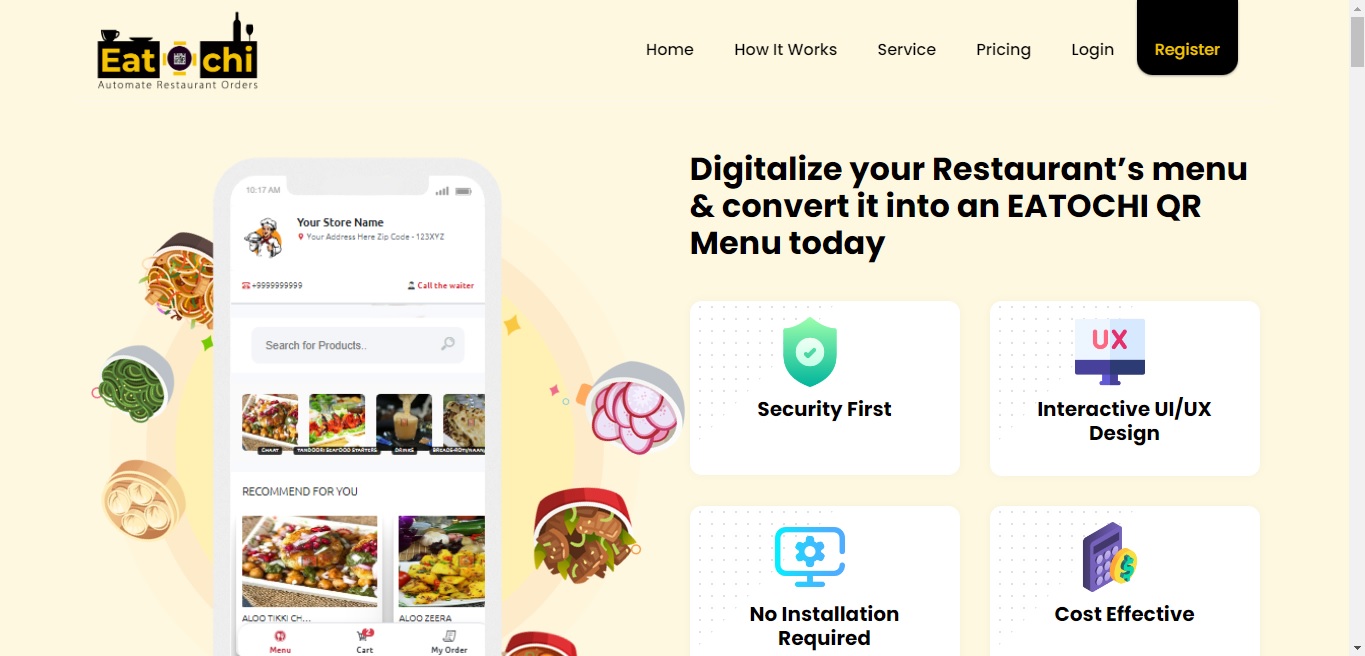 Eat chi
Automate Restaurant Orders
Home
How It Works
Service
Pricing
Login
Register
10:17 AM
Your Store Name
Your Address Here Zip Code - 123XYZ
+9999999999
Call the waiter
Search for Products..
CHAAT
TANDOORI SEAFOOD STARTERS
DRINKS
BREADS-ROTI/NAAN
RECOMMEND FOR YOU
ALOO TIKKI CH...
ALOO ZEERA
Menu
2
Cart
My Order
Digitalize your Restaurant’s menu
& convert it into an EATOCHI QR
Menu today
Security First
UX
Interactive UI/UX
Design
No Installation
Required
$
Cost Effective